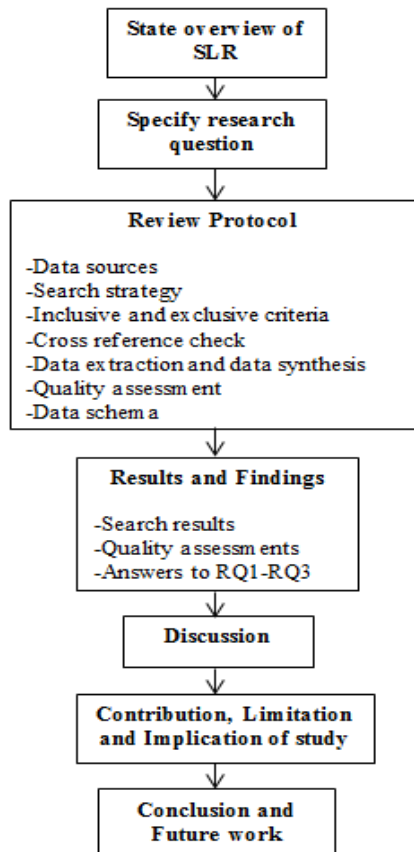 State overview of
SLR
Specify research
question
Review Protocol
-Data sources
-Search strategy
-Inclusive and exclusive criteria
-Cross reference check
-Data extraction and data synthesis
-Quality assessment
-Data schema
Results and Findings
-Search results
-Quality assessments
-Answers to RQ1-RQ3
Discussion
Contribution, Limitation
and Implication of study
Conclusion and
Future work